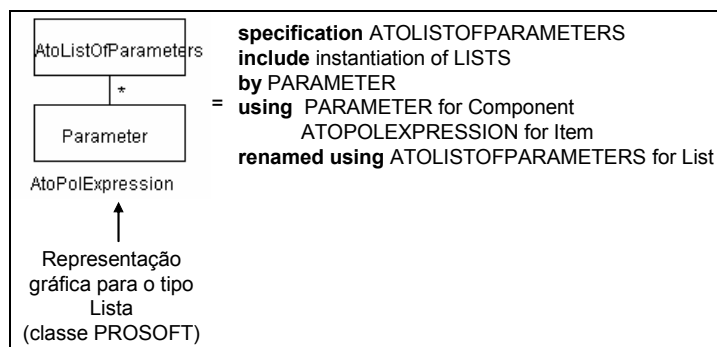 AtoListOfParameters
*
Parameter
AtoPolExpression
=
specification ATOLISTOFPARAMETERS
include instantiation of LISTS
by PARAMETER
using PARAMETER for Component
ATOPOLEXPRESSION for Item
renamed using ATOLISTOFPARAMETERS for List
Representação
gráfica para o tipo
Lista
(classe PROSOFT)